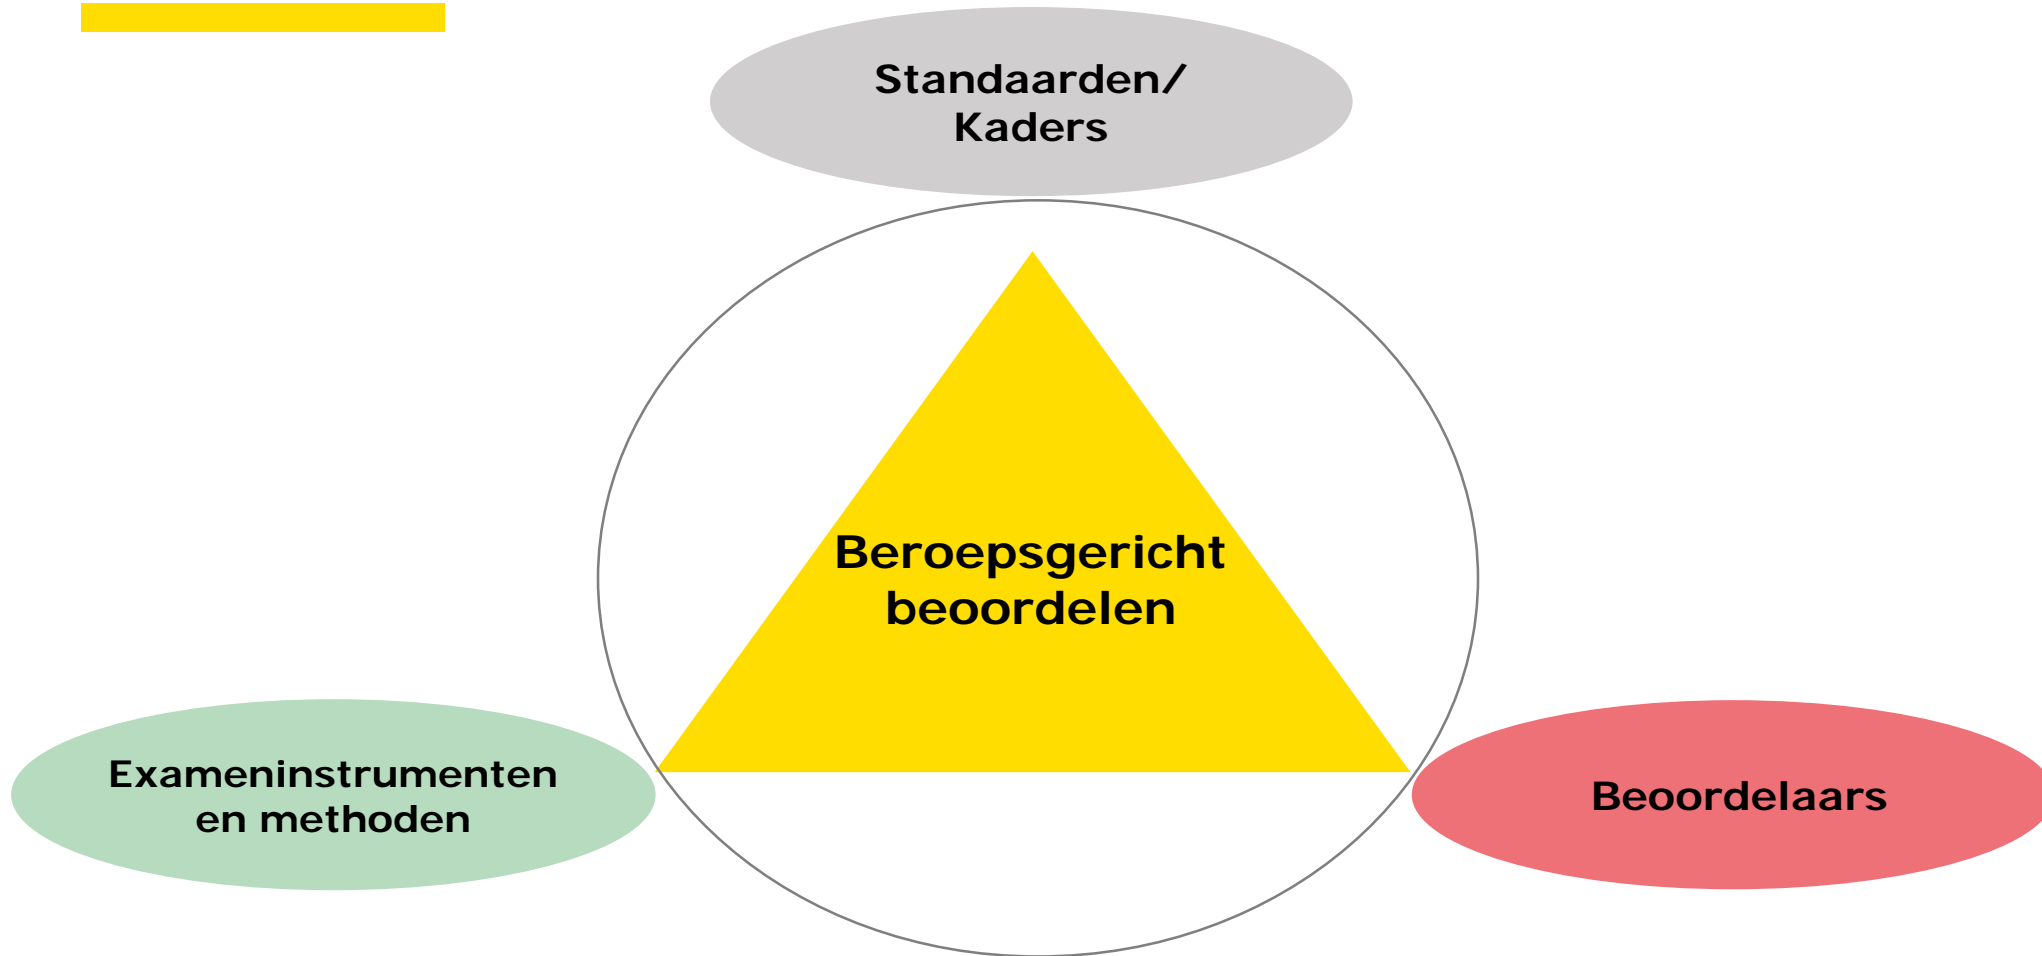 Standaarden/
Kaders
Beroepsgericht
beoordelen
Exameninstrumenten
en methoden
Beoordelaars